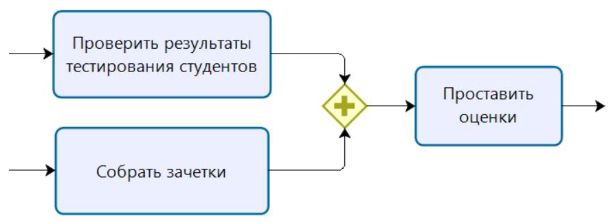 Проверить результаты
тестирования студентов
Собрать зачетки
Проставить
оценки